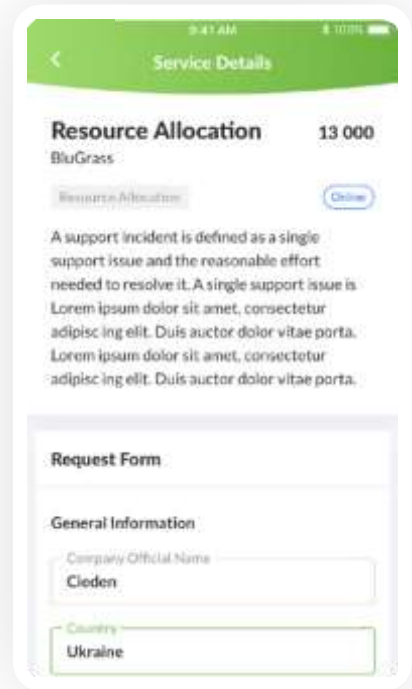 9:41 AM 100%
Service Details
Resource Allocation 13 000
BluGrass
Resource Allocation Online
A support incident is defined as a single
support issue and the reasonable effort
needed to resolve it. A single support issue is
Lorem ipsum dolor sit amet, consectetur
adipisc ing elit. Duis auctor dolor vitae porta.
Lorem ipsum dolor sit amet, consectetur
adipisc ing elit. Duis auctor dolor vitae porta.
Request Form
General Information
Company Official Name
Cieden
Country
Ukraine